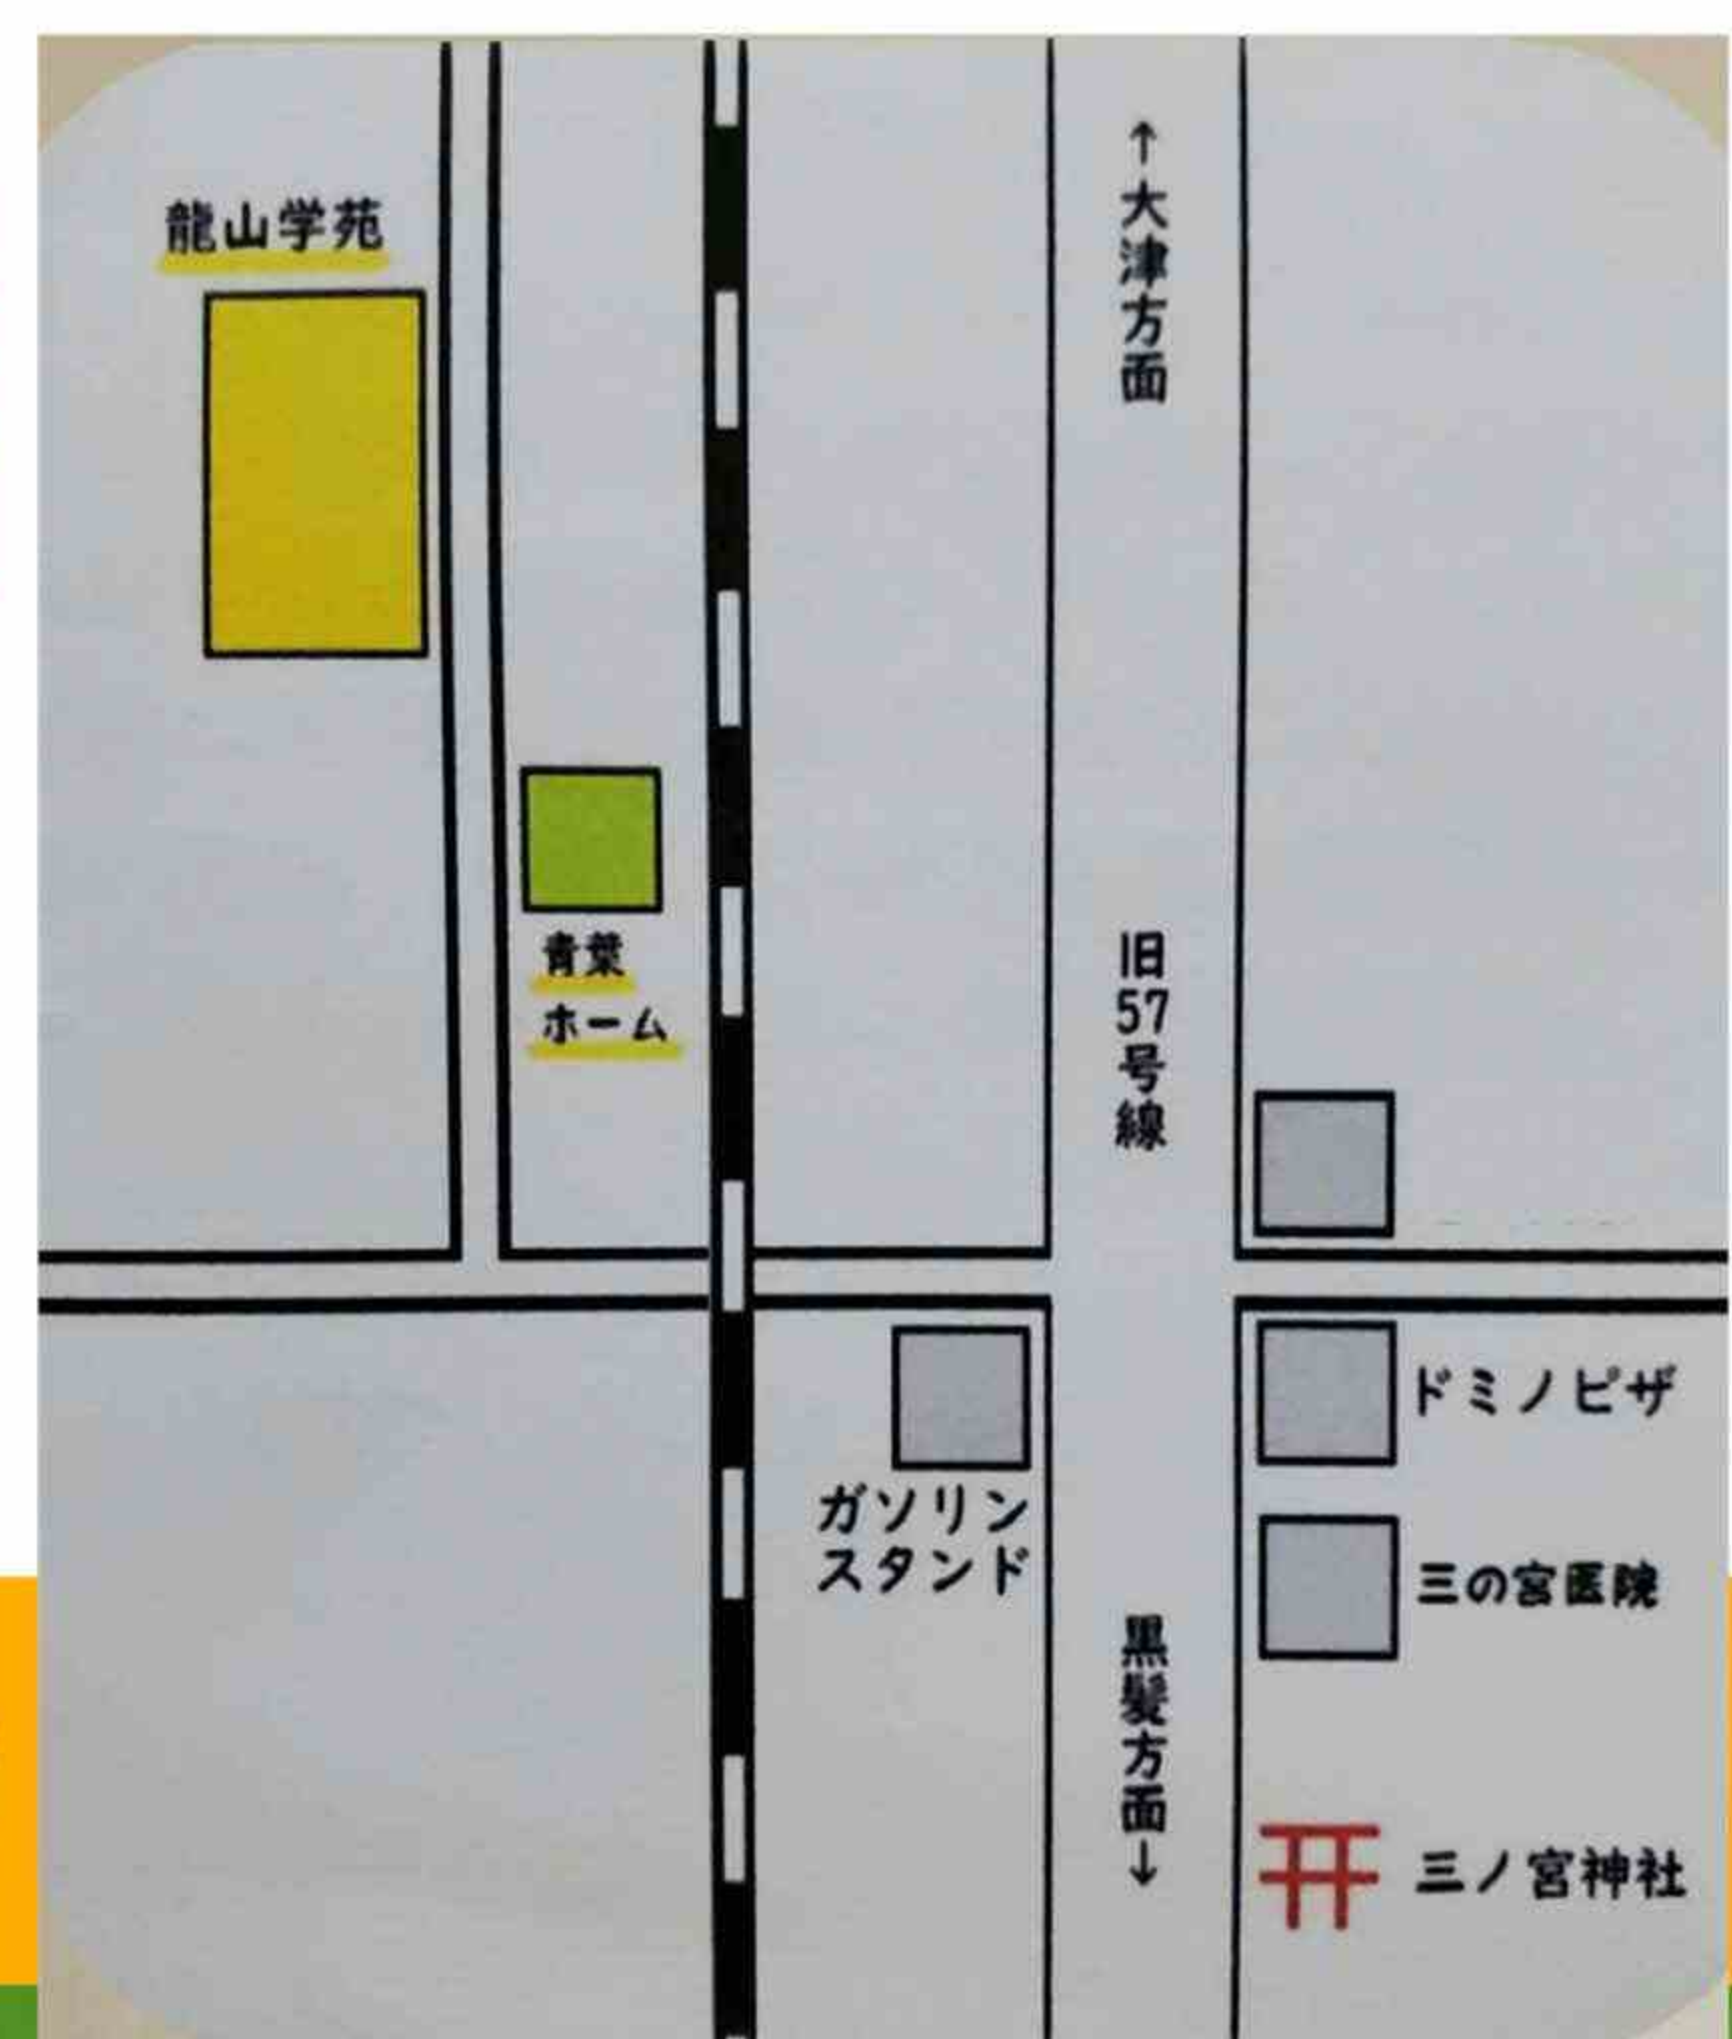 龍山学苑
↑大津方面
青葉
ホーム
旧57号線
ドミノピザ
ガソリン
スタンド
三の宮医院
黒髪方面↓
三ノ宮神社